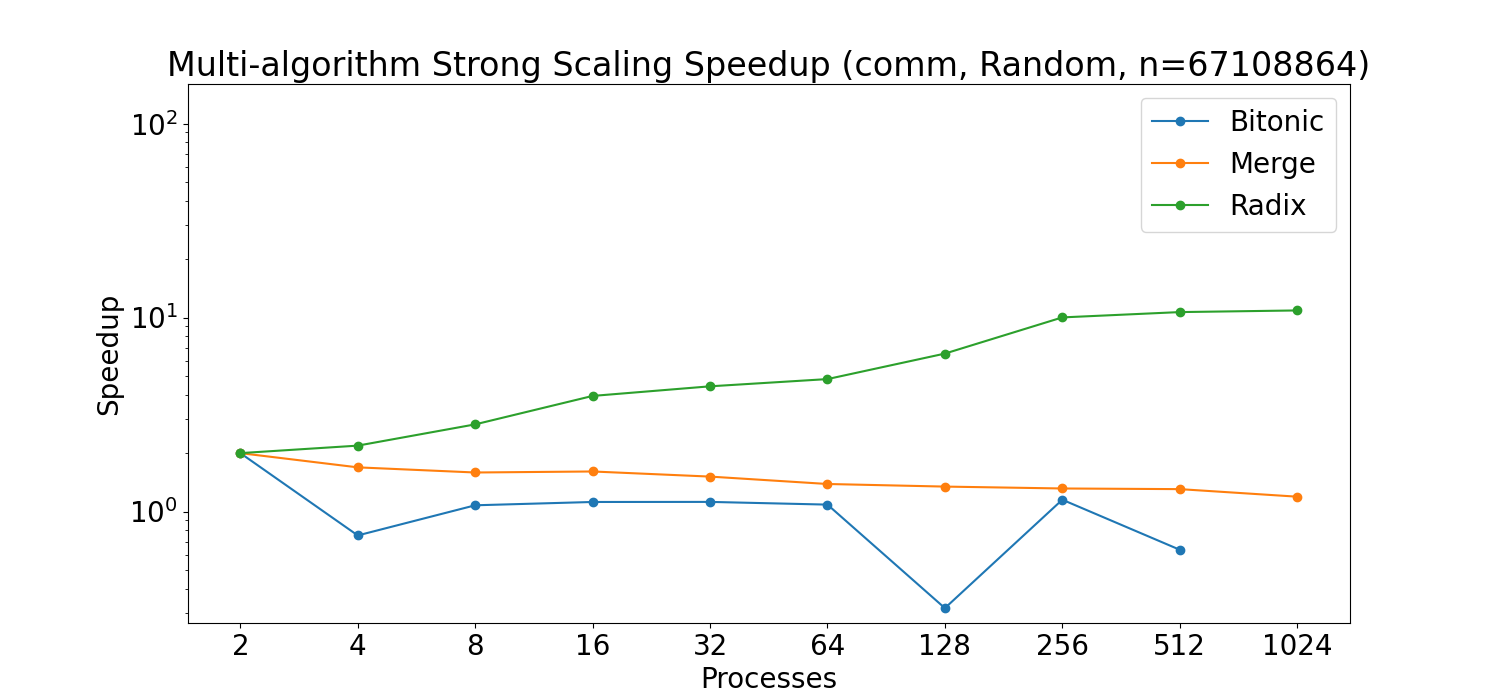 Multi-algorithm Strong Scaling Speedup (comm, Random, n=67108864)
10²
10¹
10⁰
Speedup
Bitonic
Merge
Radix
2 4 8 16 32 64 128 256 512 1024
Processes